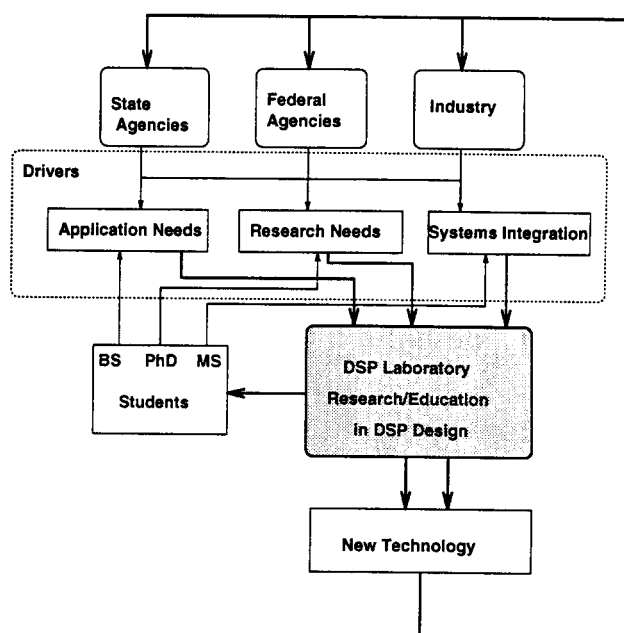 State
Agencies
Federal
Agencies
Industry
Drivers
Application Needs
Research Needs
Systems Integration
BS PhD MS
Students
DSP Laboratory
Research/Education
in DSP Design
New Technology